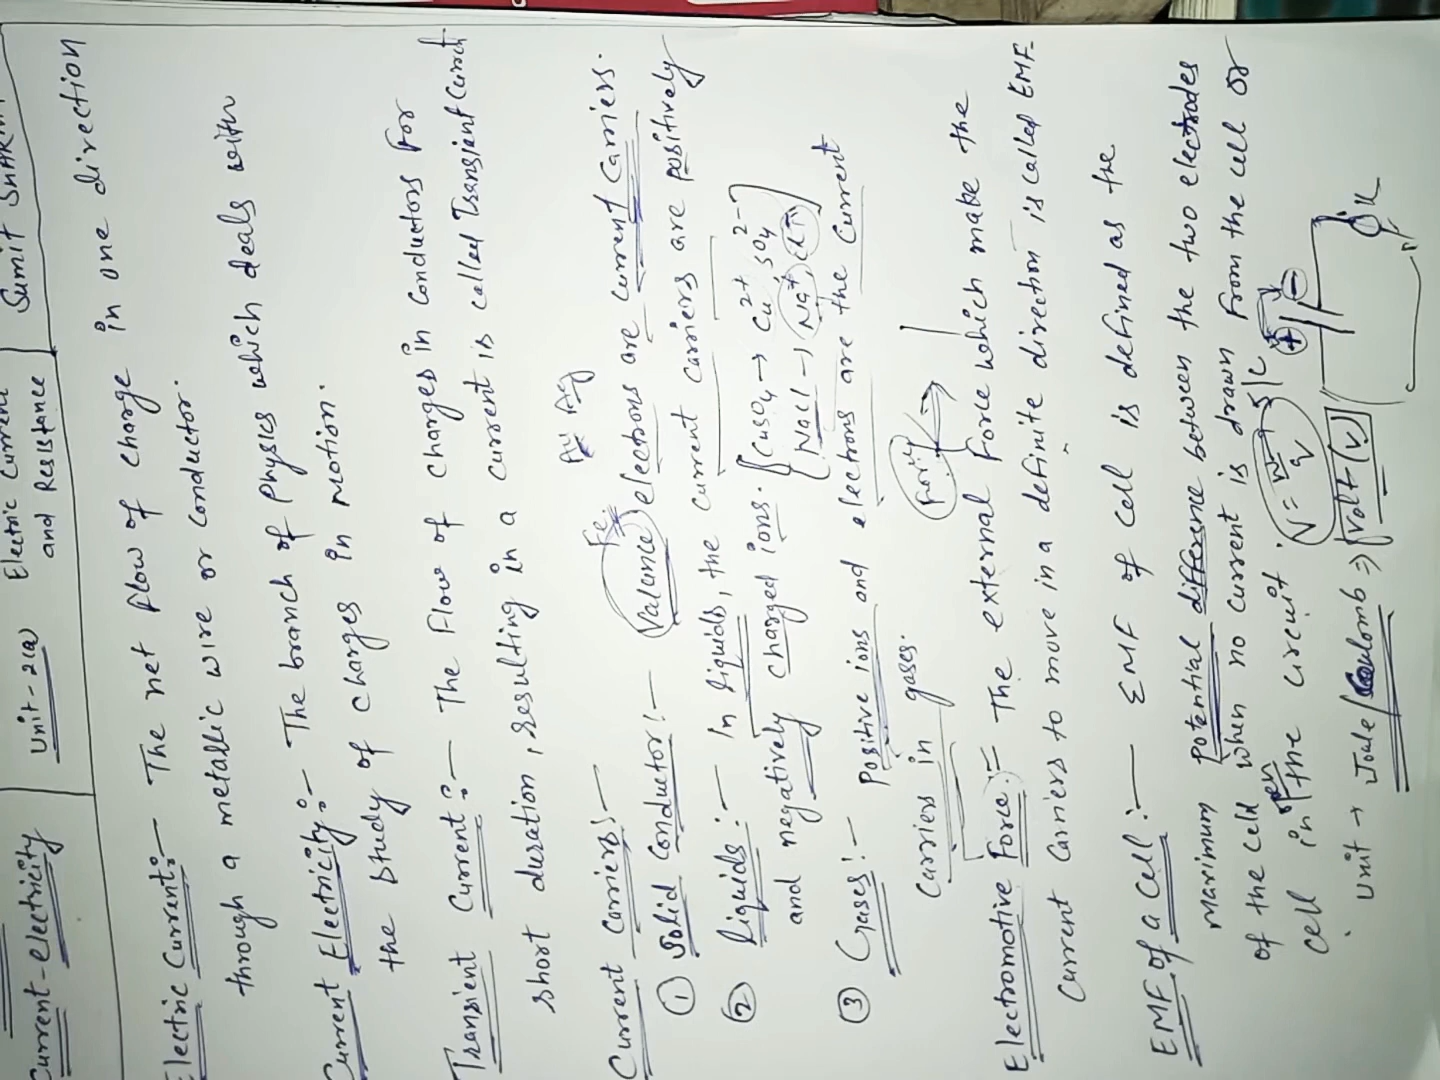 Current-electricity
Unit-2(a)
Electric Current
and Resistance
Sumit
Electric Current:- The net flow of charge in one direction
through a metallic wire or conductor.
Current Electricity:- The branch of Physics which deals with
the study of charges in motion.
Transient Current:- The Flow of charges in conductors For
short duration, resulting in a current is called Transient Current
Current carriers:-
Fe Au Ag
① Solid Conductor:- Valance electrons are current carriers.
② Liquids:- In liquids, the current carriers are positively
and negatively charged ions. [CuSO4 → Cu2+ SO4 2-]
[NaCl → Na+ Cl-]
③ Gases:- Positive ions and electrons are the Current
Carriers in gases.
Electromotive Force:= The external Force which make the
Current Carriers to move in a definite direction is called EMF
EMF of a Cell:- EMF of cell is defined as the
maximum Potential difference between the two electrodes
of the cell when no current is drawn From the cell or
cell in open the circuit.
V = W/q
J/C
+ -
Unit → Joule/Coulomb ⇒ Volt (V)